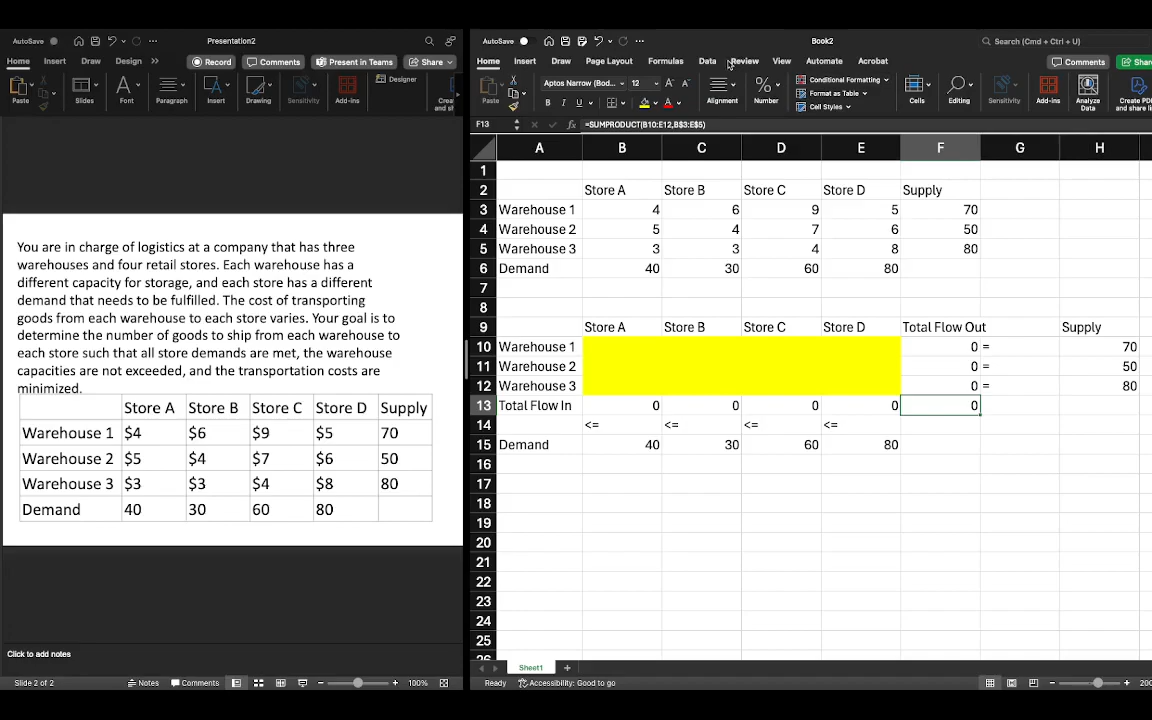 AutoSave
Presentation2
Home Insert Draw Design >> Record Comments Present in Teams Share
Paste Slides Font Paragraph Insert Drawing Sensitivity Add-ins Designer Creat and sh
You are in charge of logistics at a company that has three
warehouses and four retail stores. Each warehouse has a
different capacity for storage, and each store has a different
demand that needs to be fulfilled. The cost of transporting
goods from each warehouse to each store varies. Your goal is to
determine the number of goods to ship from each warehouse to
each store such that all store demands are met, the warehouse
capacities are not exceeded, and the transportation costs are
minimized.
Store A Store B Store C Store D Supply
Warehouse 1 $4 $6 $9 $5 70
Warehouse 2 $5 $4 $7 $6 50
Warehouse 3 $3 $3 $4 $8 80
Demand 40 30 60 80
Click to add notes
Slide 2 of 2 Notes Comments 100%
AutoSave
Book2
Search (Cmd + Ctrl + U)
Home Insert Draw Page Layout Formulas Data Review View Automate Acrobat Comments Shar
Paste Aptos Narrow (Bod... 12 A A Alignment Number Conditional Formatting Cells Editing Sensitivity Add-ins Analyze Data Create PD and share li
Format as Table
B I U A Cell Styles
F13 fx =SUMPRODUCT(B10:E12,B$3:E$5)
A B C D E F G H
1
2 Store A Store B Store C Store D Supply
3 Warehouse 1 4 6 9 5 70
4 Warehouse 2 5 4 7 6 50
5 Warehouse 3 3 3 4 8 80
6 Demand 40 30 60 80
7
8
9 Store A Store B Store C Store D Total Flow Out Supply
10 Warehouse 1 0 = 70
11 Warehouse 2 0 = 50
12 Warehouse 3 0 = 80
13 Total Flow In 0 0 0 0 0
14 <= <= <= <=
15 Demand 40 30 60 80
16
17
18
19
20
21
22
23
24
25
26
Sheet1
Ready Accessibility: Good to go 200